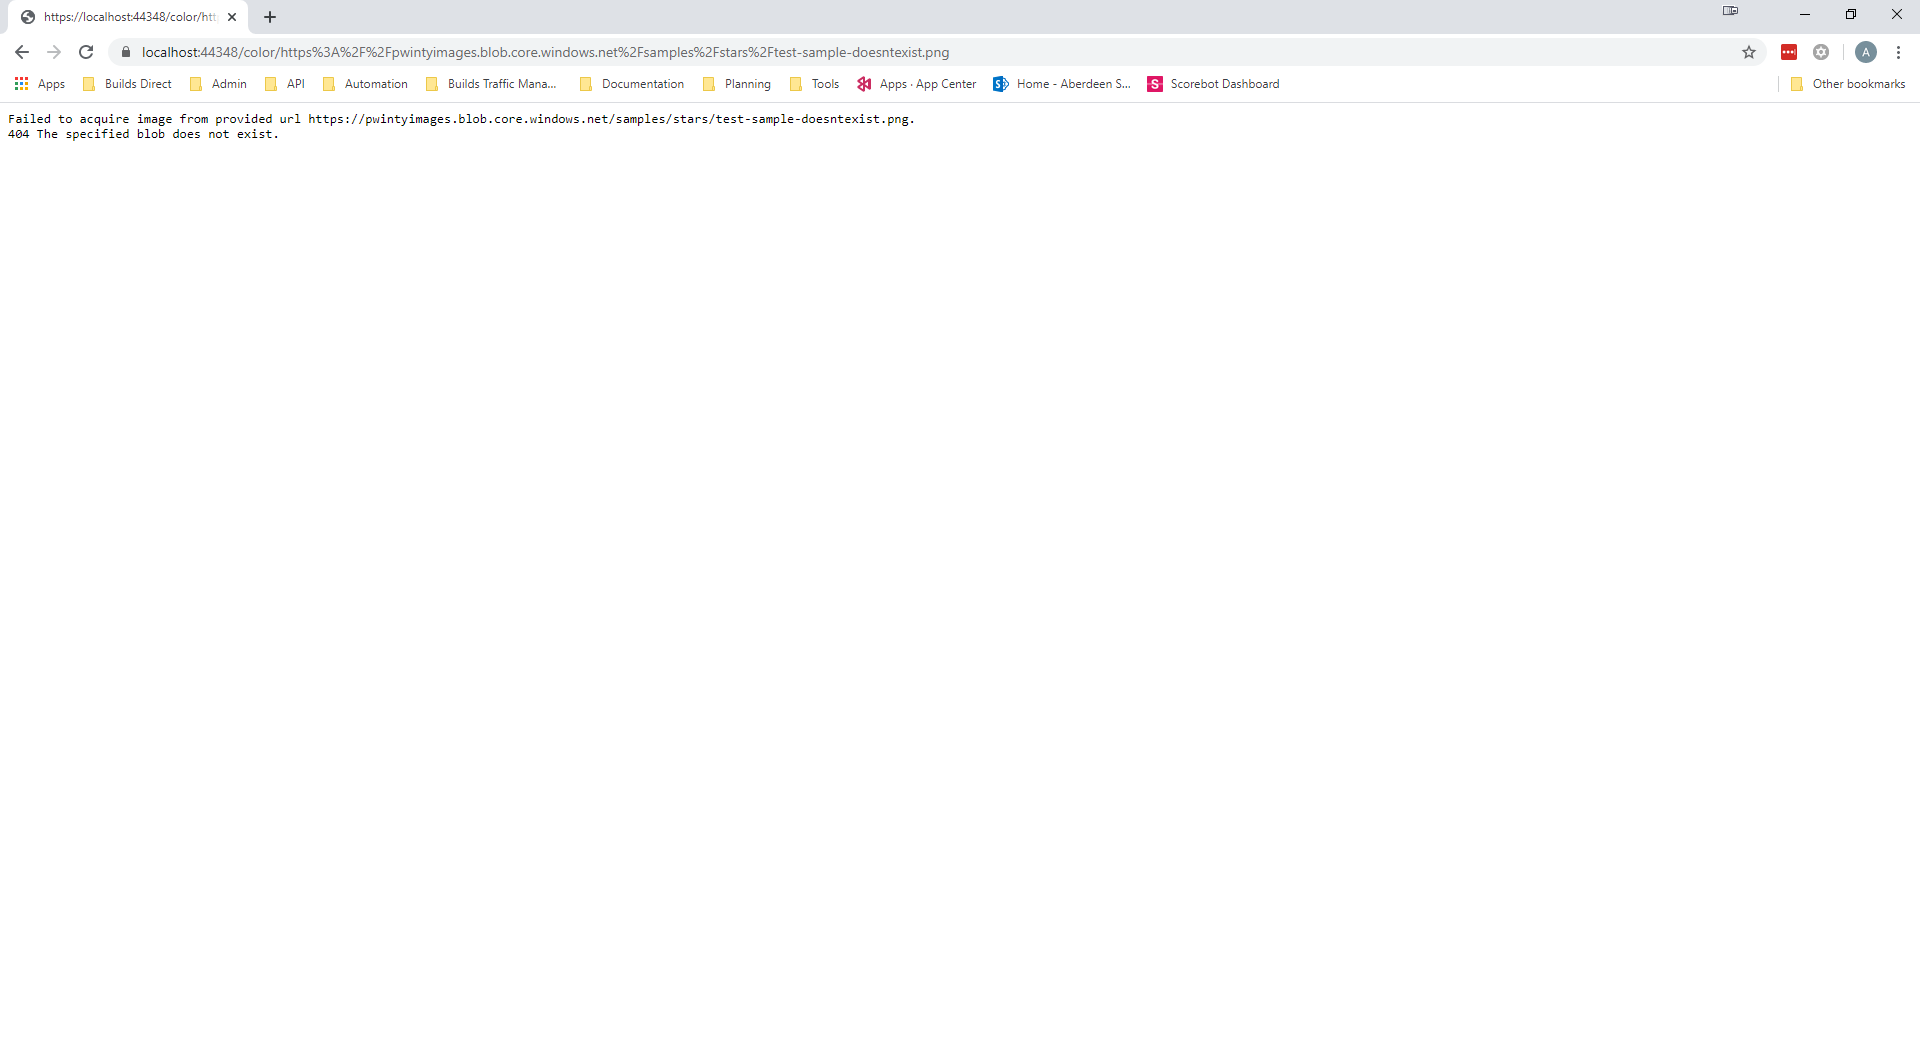 https://localhost:44348/color/htt
localhost:44348/color/https%3A%2F%2Fpwintyimages.blob.core.windows.net%2Fsamples%2Fstars%2Ftest-sample-doesntexist.png
A
Apps Builds Direct Admin API Automation Builds Traffic Mana... Documentation Planning Tools Apps · App Center Home - Aberdeen S... S Scorebot Dashboard Other bookmarks
Failed to acquire image from provided url https://pwintyimages.blob.core.windows.net/samples/stars/test-sample-doesntexist.png.
404 The specified blob does not exist.